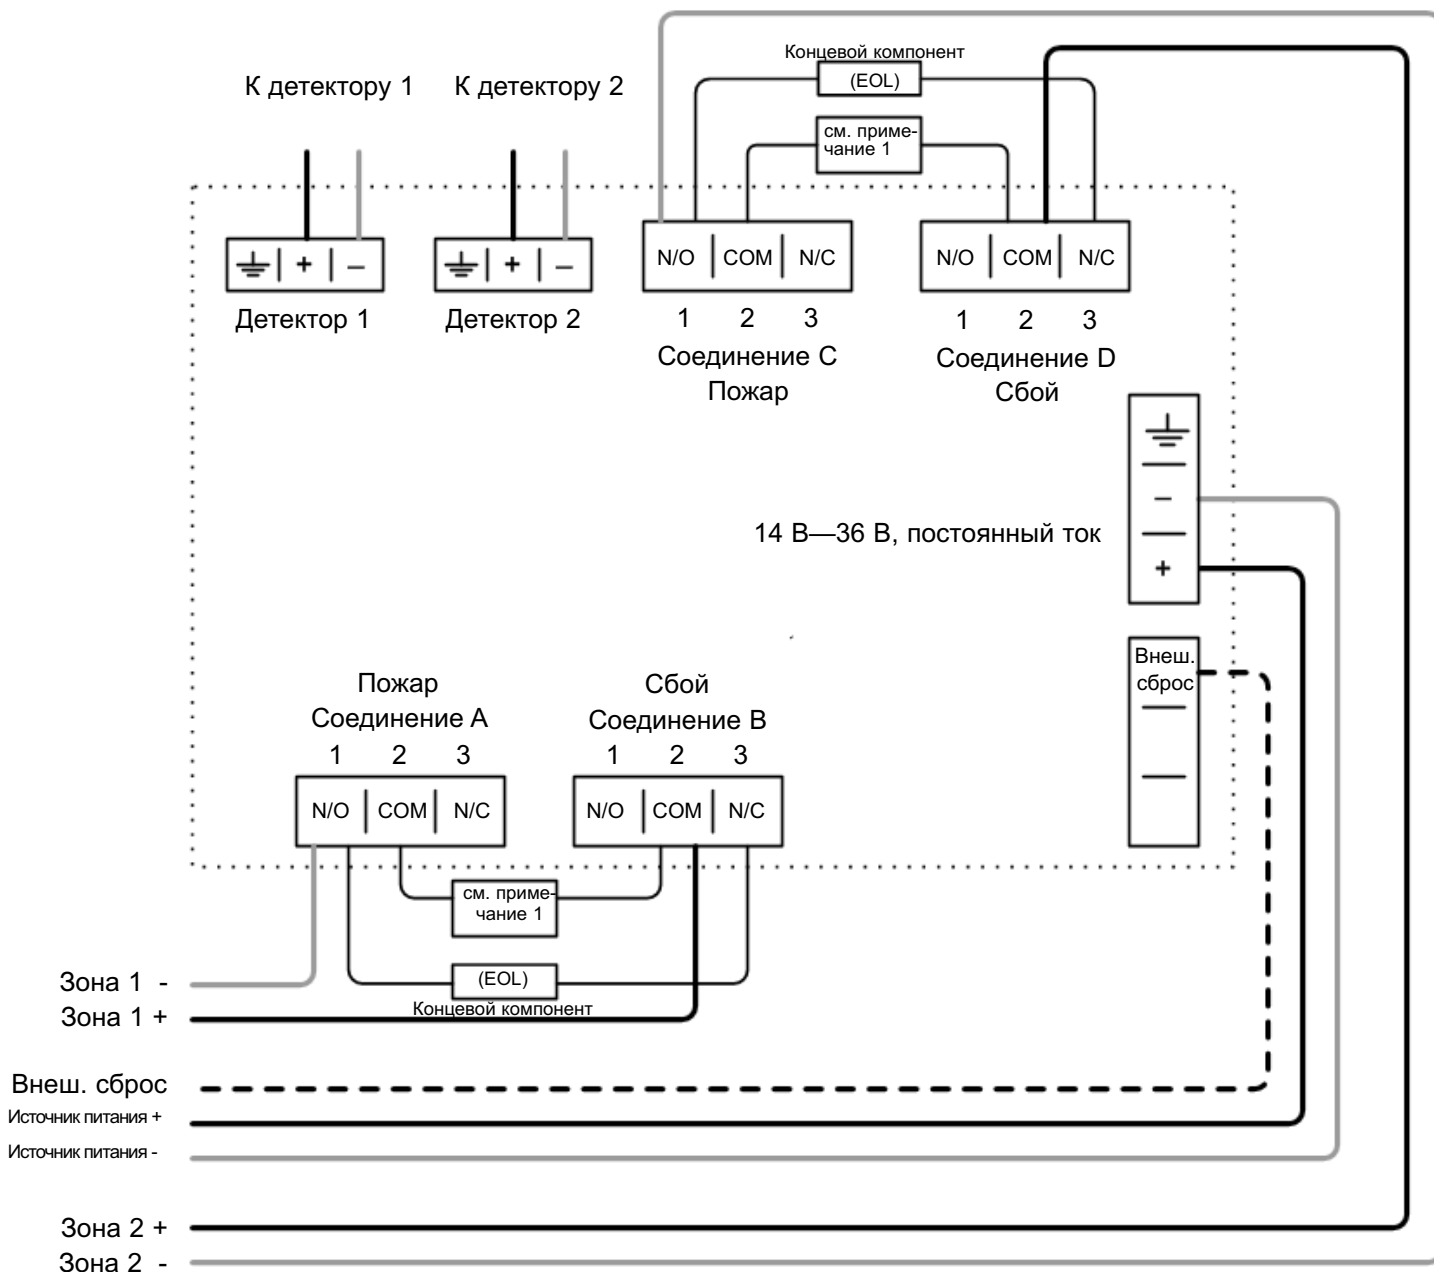 Концевой компонент
(EOL)
К детектору 1
К детектору 2
см. приме-
чание 1
+ –
+ –
N/O COM N/C
N/O COM N/C
Детектор 1
Детектор 2
1 2 3
1 2 3
Соединение C
Пожар
Соединение D
Сбой
–
+
14 В—36 В, постоянный ток
Внеш.
сброс
Пожар
Соединение A
1 2 3
Сбой
Соединение B
1 2 3
N/O COM N/C
N/O COM N/C
см. приме-
чание 1
(EOL)
Концевой компонент
Зона 1 -
Зона 1 +
Внеш. сброс
Источник питания +
Источник питания -
Зона 2 +
Зона 2 -